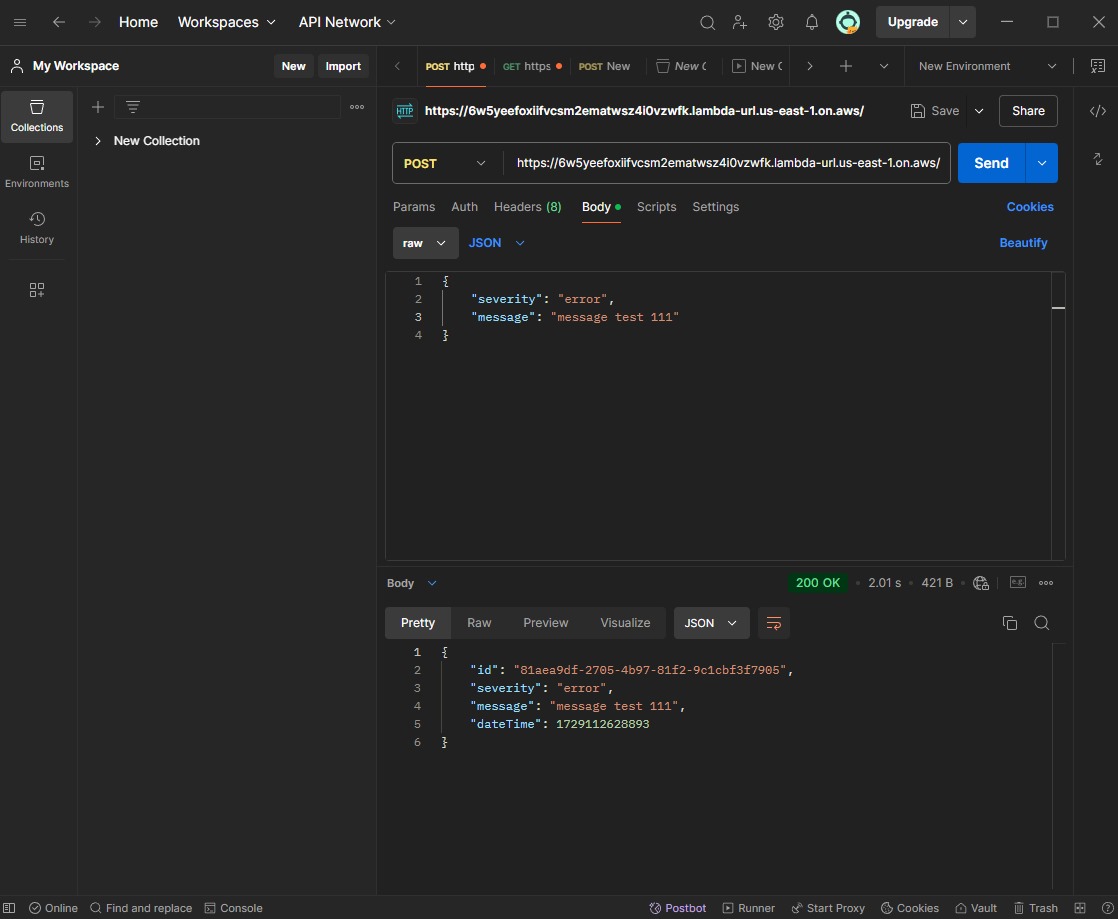 Home Workspaces API Network Upgrade
My Workspace New Import
POST http GET https POST New New C New C New Environment
Collections
Environments
History
New Collection
HTTP https://6w5yeefoxiifvcsm2ematwsz4i0vzwfk.lambda-url.us-east-1.on.aws/ Save Share
POST https://6w5yeefoxiifvcsm2ematwsz4i0vzwfk.lambda-url.us-east-1.on.aws/ Send
Params Auth Headers (8) Body Scripts Settings Cookies
raw JSON Beautify
1 {
2 "severity": "error",
3 "message": "message test 111"
4 }
Body 200 OK 2.01 s 421 B
Pretty Raw Preview Visualize JSON
1 {
2 "id": "81aea9df-2705-4b97-81f2-9c1cbf3f7905",
3 "severity": "error",
4 "message": "message test 111",
5 "dateTime": 1729112628893
6 }
Online Find and replace Console Postbot Runner Start Proxy Cookies Vault Trash